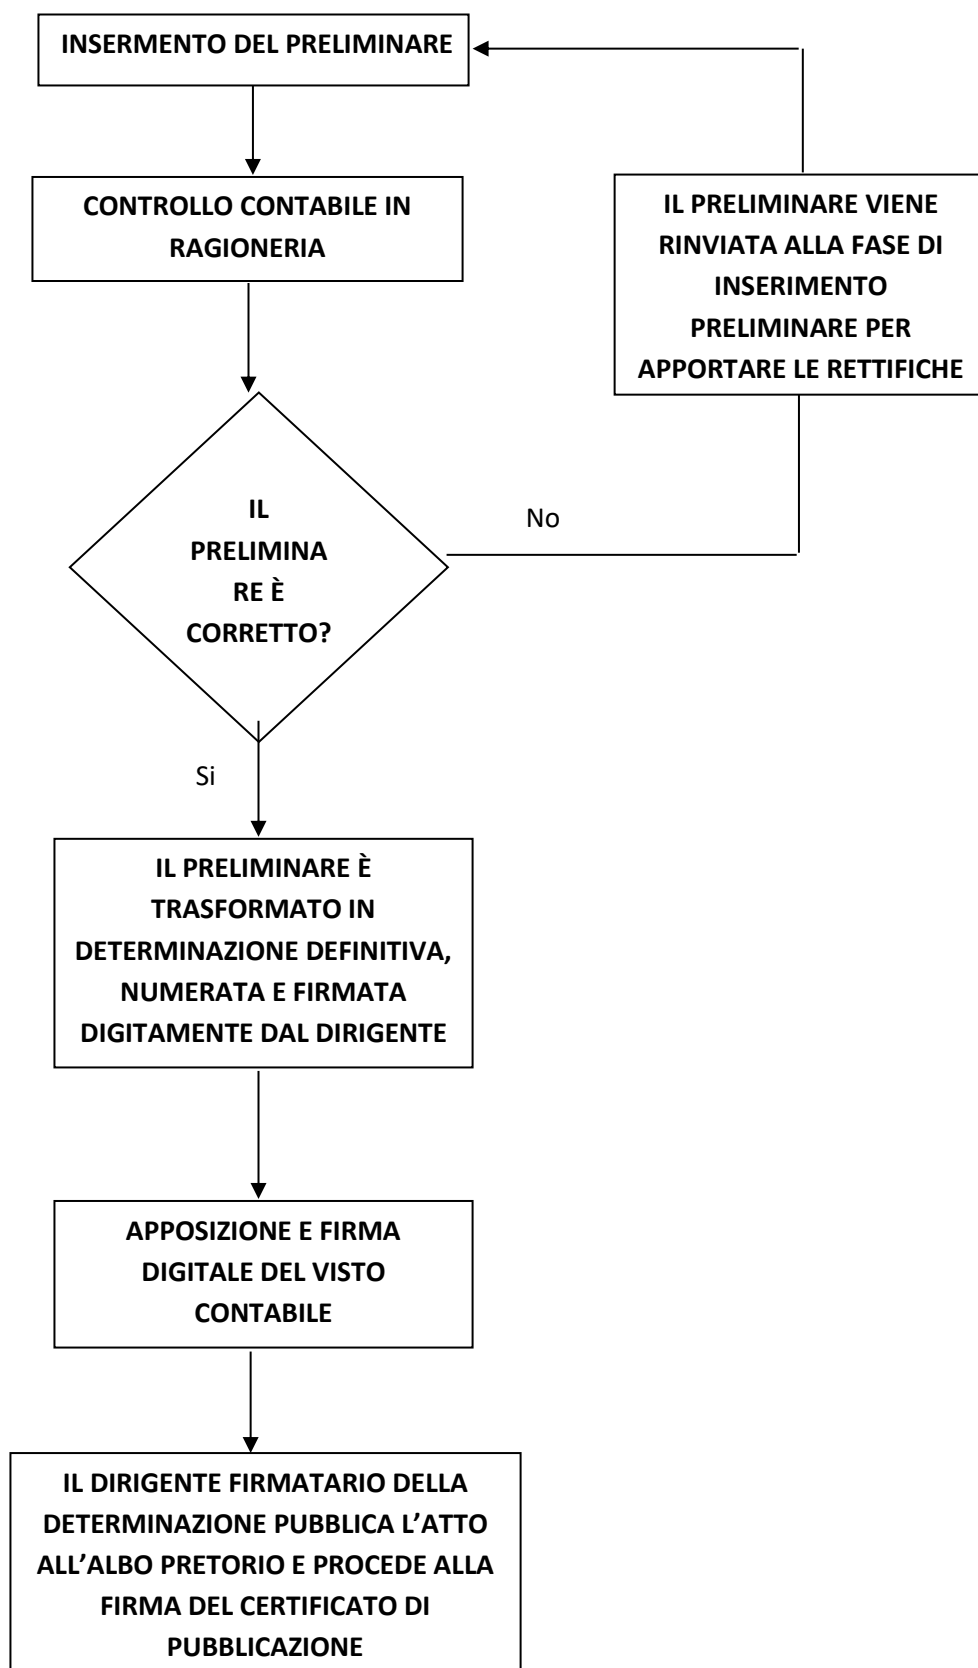 INSERMENTO DEL PRELIMINARE
CONTROLLO CONTABILE IN
RAGIONERIA
IL PRELIMINARE VIENE
RINVIATA ALLA FASE DI
INSERIMENTO
PRELIMINARE PER
APPORTARE LE RETTIFICHE
IL
PRELIMINA
RE È
CORRETTO?
No
Si
IL PRELIMINARE È
TRASFORMATO IN
DETERMINAZIONE DEFINITIVA,
NUMERATA E FIRMATA
DIGITAMENTE DAL DIRIGENTE
APPOSIZIONE E FIRMA
DIGITALE DEL VISTO
CONTABILE
IL DIRIGENTE FIRMATARIO DELLA
DETERMINAZIONE PUBBLICA L’ATTO
ALL’ALBO PRETORIO E PROCEDE ALLA
FIRMA DEL CERTIFICATO DI
PUBBLICAZIONE